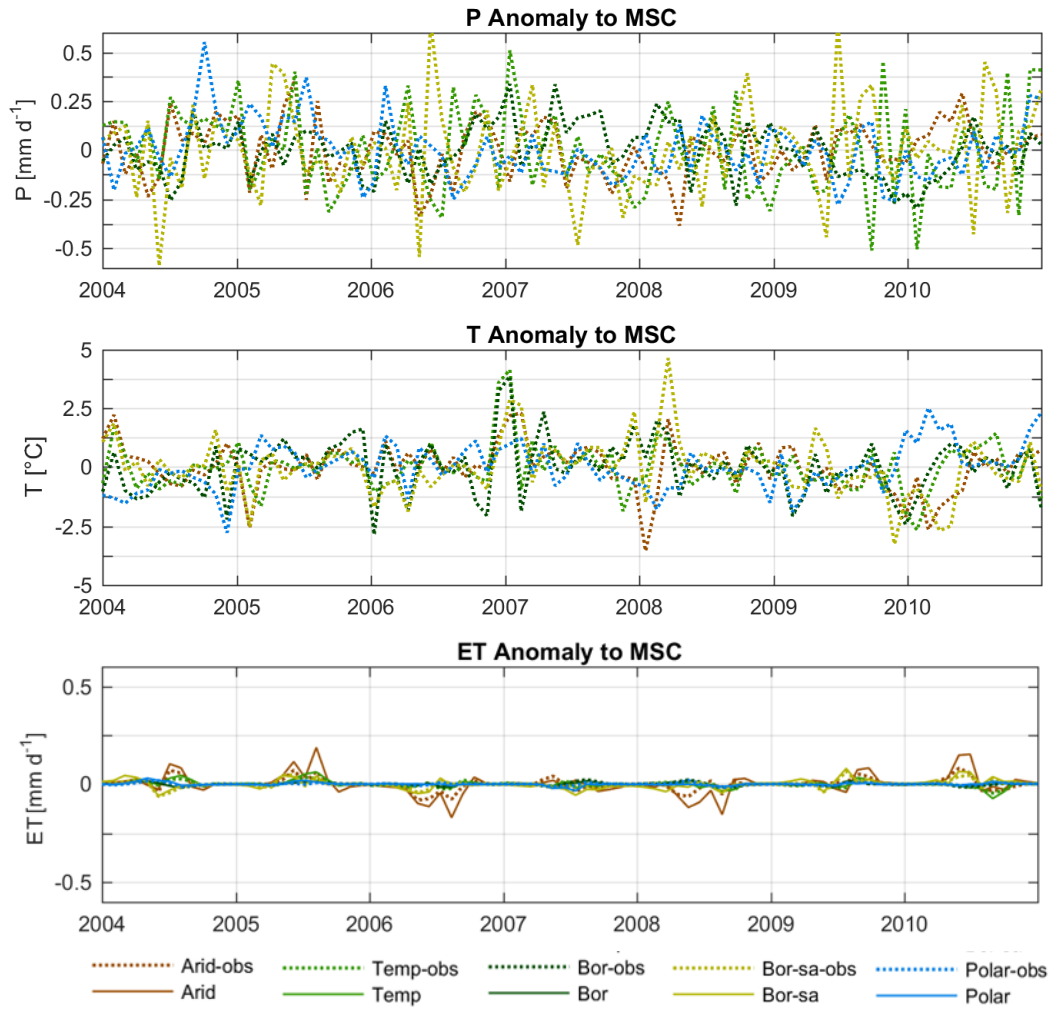 P Anomaly to MSC
P [mm d⁻¹]
0.5
0.25
0
-0.25
-0.5
2004 2005 2006 2007 2008 2009 2010
T Anomaly to MSC
T [°C]
5
2.5
0
-2.5
-5
2004 2005 2006 2007 2008 2009 2010
ET Anomaly to MSC
ET [mm d⁻¹]
0.5
0
-0.5
2004 2005 2006 2007 2008 2009 2010
Arid-obs Temp-obs Bor-obs Bor-sa-obs Polar-obs
Arid Temp Bor Bor-sa Polar